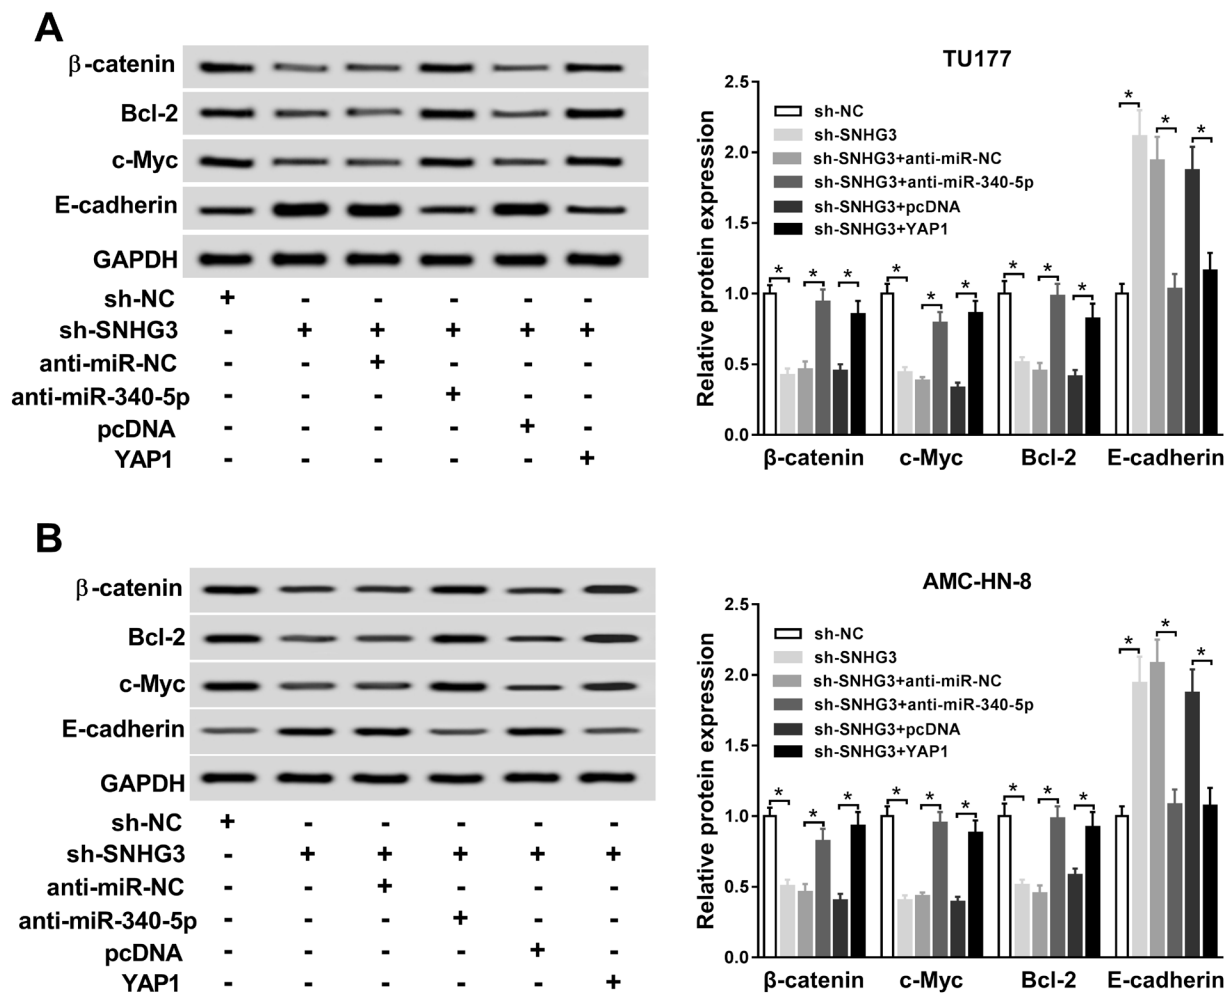 A
β-catenin
Bcl-2
c-Myc
E-cadherin
GAPDH
sh-NC + - - - - -
sh-SNHG3 - + + + + +
anti-miR-NC - - + - - -
anti-miR-340-5p - - - + - -
pcDNA - - - - + -
YAP1 - - - - - +
TU177
Relative protein expression
2.5
2.0
1.5
1.0
0.5
0.0
sh-NC
sh-SNHG3
sh-SNHG3+anti-miR-NC
sh-SNHG3+anti-miR-340-5p
sh-SNHG3+pcDNA
sh-SNHG3+YAP1
* * * * * * * * * * * *
β-catenin c-Myc Bcl-2 E-cadherin
B
β-catenin
Bcl-2
c-Myc
E-cadherin
GAPDH
sh-NC + - - - - -
sh-SNHG3 - + + + + +
anti-miR-NC - - + - - -
anti-miR-340-5p - - - + - -
pcDNA - - - - + -
YAP1 - - - - - +
AMC-HN-8
Relative protein expression
2.5
2.0
1.5
1.0
0.5
0.0
sh-NC
sh-SNHG3
sh-SNHG3+anti-miR-NC
sh-SNHG3+anti-miR-340-5p
sh-SNHG3+pcDNA
sh-SNHG3+YAP1
* * * * * * * * * * * *
β-catenin c-Myc Bcl-2 E-cadherin